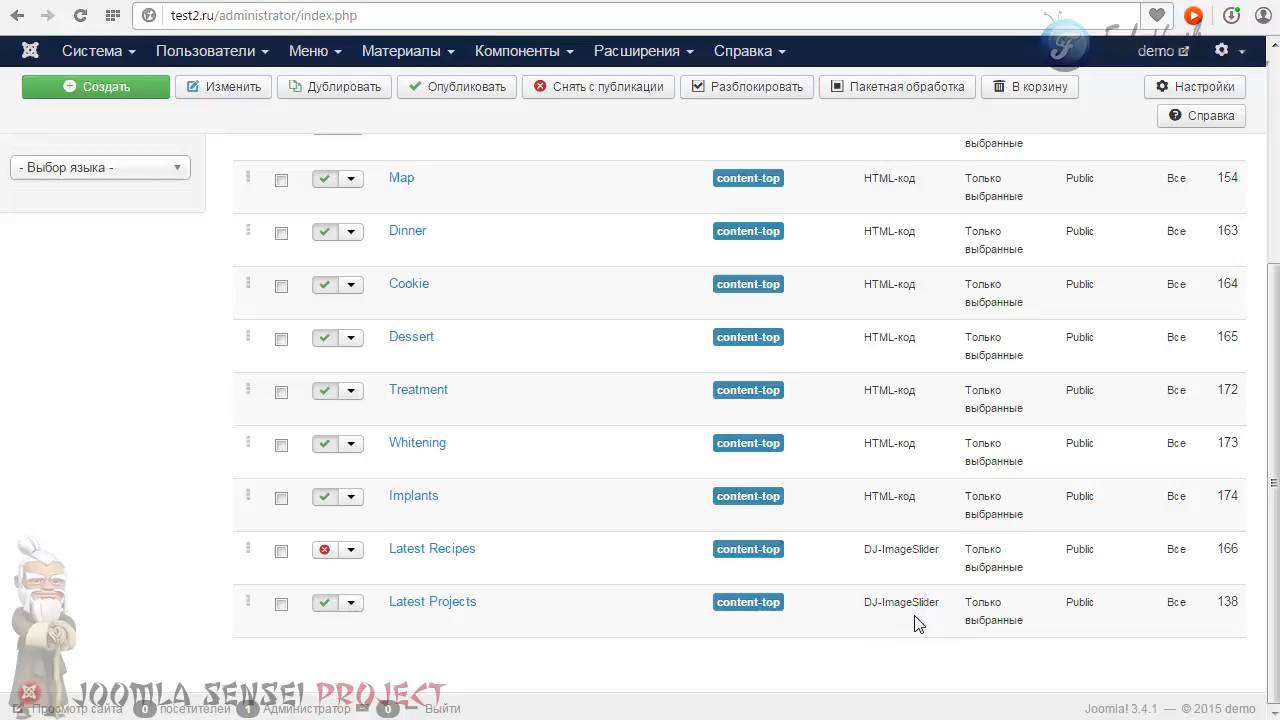 test2.ru/administrator/index.php
Система Пользователи Меню Материалы Компоненты Расширения Справка demo
Создать Изменить Дублировать Опубликовать Снять с публикации Разблокировать Пакетная обработка В корзину Настройки
Справка
- Выбор языка -
выбранные
Map content-top HTML-код Только выбранные Public Все 154
Dinner content-top HTML-код Только выбранные Public Все 163
Cookie content-top HTML-код Только выбранные Public Все 164
Dessert content-top HTML-код Только выбранные Public Все 165
Treatment content-top HTML-код Только выбранные Public Все 172
Whitening content-top HTML-код Только выбранные Public Все 173
Implants content-top HTML-код Только выбранные Public Все 174
Latest Recipes content-top DJ-ImageSlider Только выбранные Public Все 166
Latest Projects content-top DJ-ImageSlider Только выбранные Public Все 138
JOOMLA SENSEI PROJECT
Просмотр сайта 0 посетителей 1 Администратор 0 Выйти Joomla! 3.4.1 — © 2015 demo